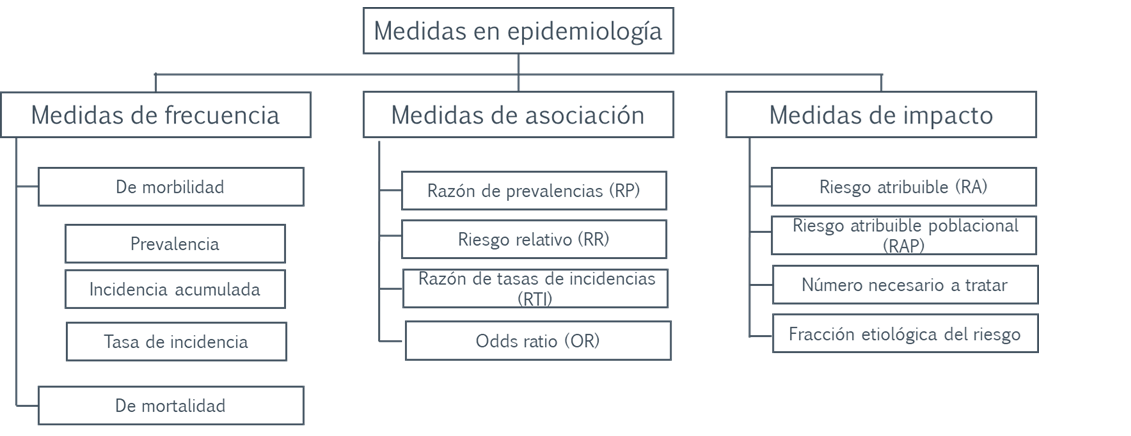 Medidas en epidemiología
Medidas de frecuencia
De morbilidad
Prevalencia
Incidencia acumulada
Tasa de incidencia
De mortalidad
Medidas de asociación
Razón de prevalencias (RP)
Riesgo relativo (RR)
Razón de tasas de incidencias
(RTI)
Odds ratio (OR)
Medidas de impacto
Riesgo atribuible (RA)
Riesgo atribuible poblacional
(RAP)
Número necesario a tratar
Fracción etiológica del riesgo